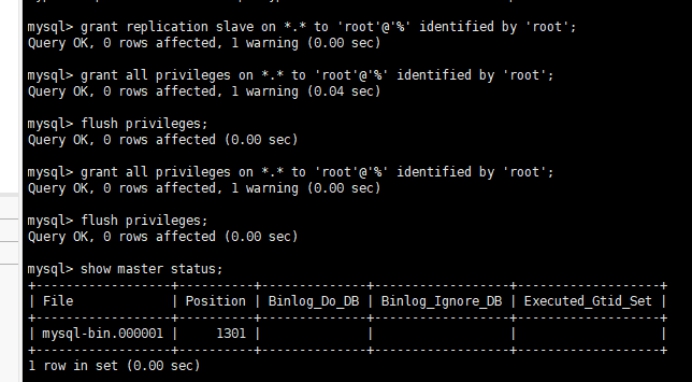 mysql> grant replication slave on *.* to 'root'@'%' identified by 'root';
Query OK, 0 rows affected, 1 warning (0.00 sec)
mysql> grant all privileges on *.* to 'root'@'%' identified by 'root';
Query OK, 0 rows affected, 1 warning (0.04 sec)
mysql> flush privileges;
Query OK, 0 rows affected (0.00 sec)
mysql> grant all privileges on *.* to 'root'@'%' identified by 'root';
Query OK, 0 rows affected, 1 warning (0.00 sec)
mysql> flush privileges;
Query OK, 0 rows affected (0.00 sec)
mysql> show master status;
+------------------+----------+--------------+------------------+-------------------+
| File             | Position | Binlog_Do_DB | Binlog_Ignore_DB | Executed_Gtid_Set |
+------------------+----------+--------------+------------------+-------------------+
| mysql-bin.000001 |     1301 |              |                  |                   |
+------------------+----------+--------------+------------------+-------------------+
1 row in set (0.00 sec)